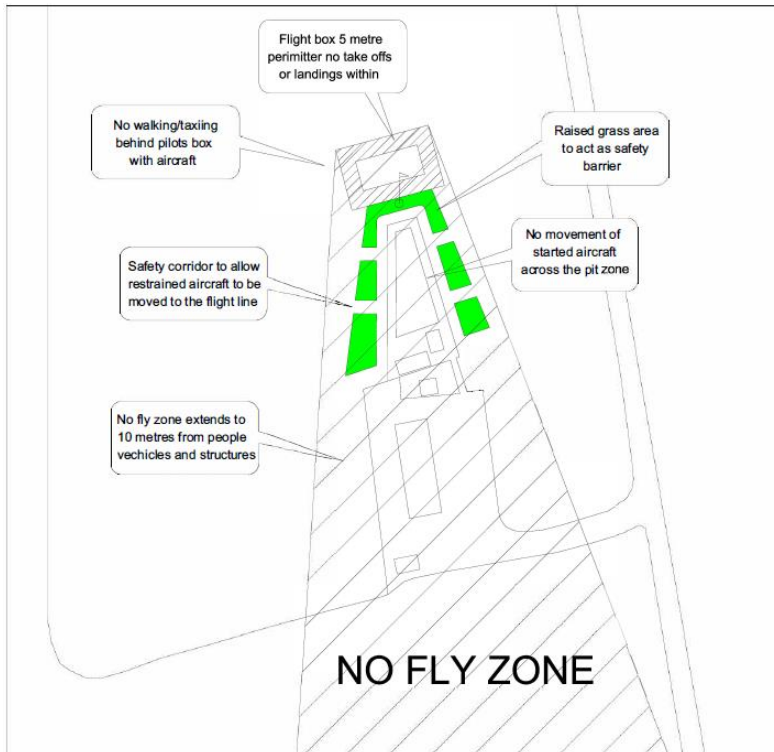 Flight box 5 metre
perimitter no take offs
or landings within
No walking/taxiing
behind pilots box
with aircraft
Raised grass area
to act as safety
barrier
No movement of
started aircraft
across the pit zone
Safety corridor to allow
restrained aircraft to be
moved to the flight line
No fly zone extends to
10 metres from people
vechicles and structures
NO FLY ZONE